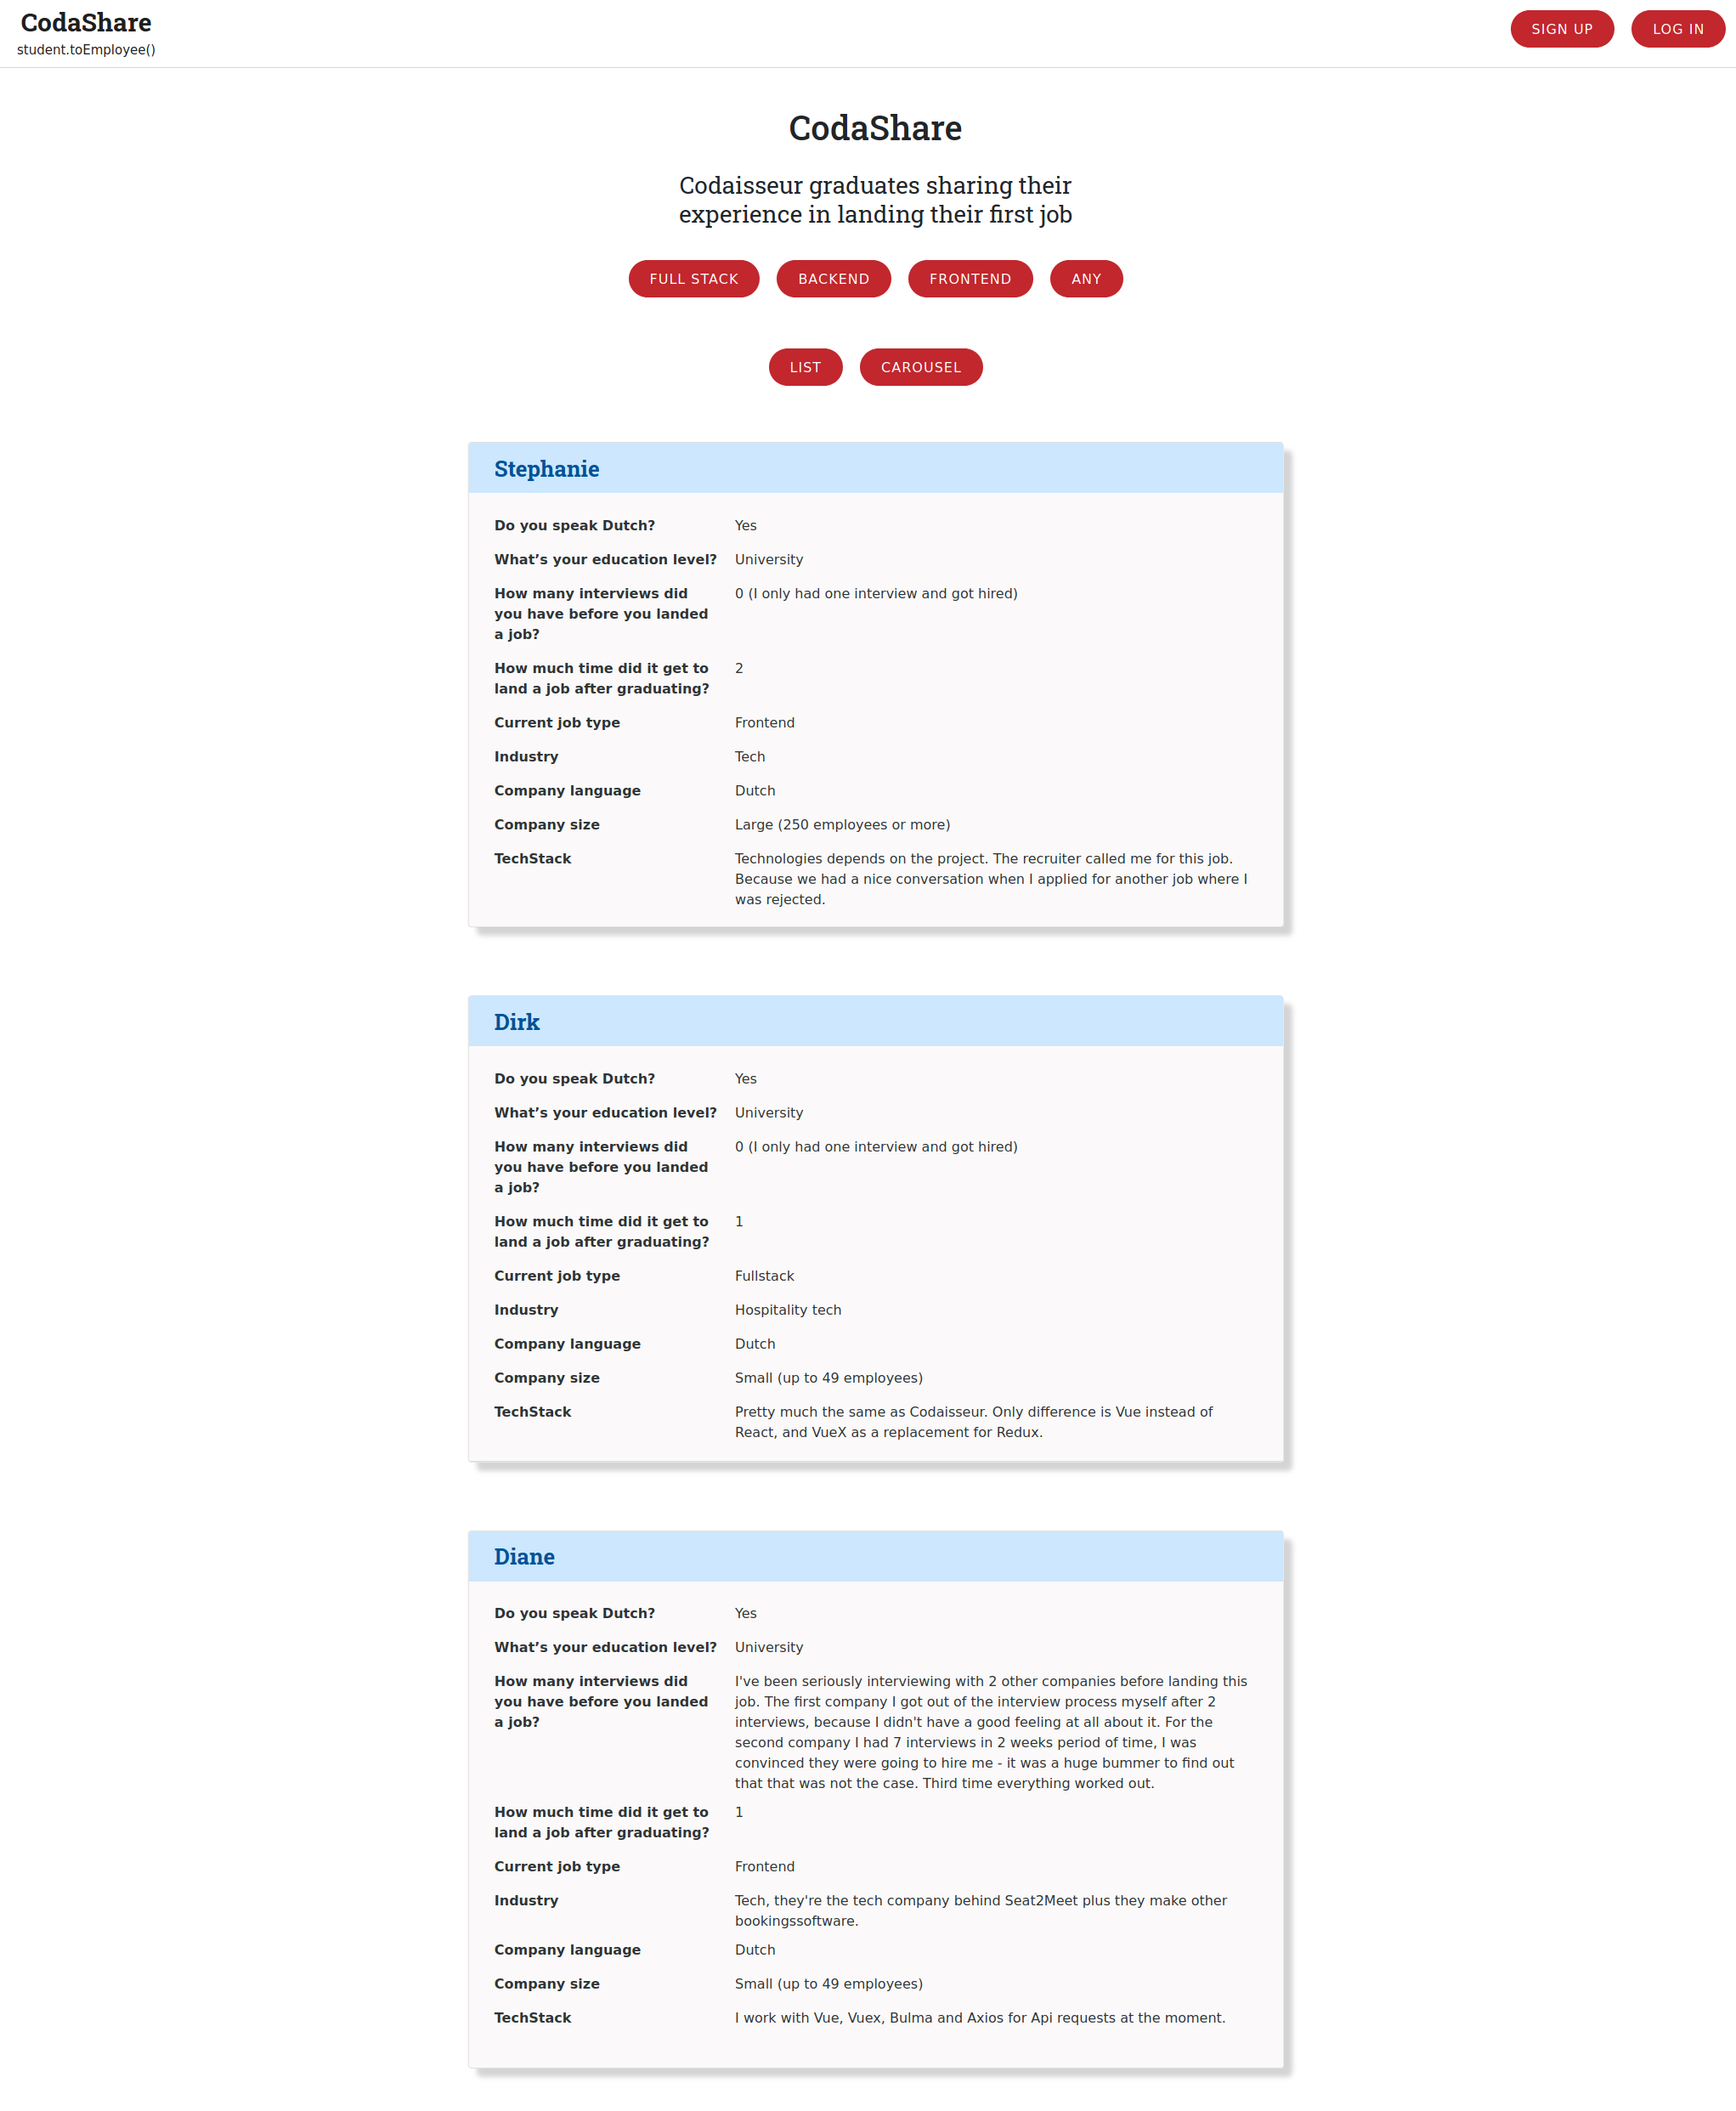 CodaShare
student.toEmployee()
SIGN UP
LOG IN
CodaShare
Codaisseur graduates sharing their
experience in landing their first job
FULL STACK
BACKEND
FRONTEND
ANY
LIST
CAROUSEL
Stephanie
Do you speak Dutch?
Yes
What’s your education level?
University
How many interviews did
you have before you landed
a job?
0 (I only had one interview and got hired)
How much time did it get to
land a job after graduating?
2
Current job type
Frontend
Industry
Tech
Company language
Dutch
Company size
Large (250 employees or more)
TechStack
Technologies depends on the project. The recruiter called me for this job.
Because we had a nice conversation when I applied for another job where I
was rejected.
Dirk
Do you speak Dutch?
Yes
What’s your education level?
University
How many interviews did
you have before you landed
a job?
0 (I only had one interview and got hired)
How much time did it get to
land a job after graduating?
1
Current job type
Fullstack
Industry
Hospitality tech
Company language
Dutch
Company size
Small (up to 49 employees)
TechStack
Pretty much the same as Codaisseur. Only difference is Vue instead of
React, and VueX as a replacement for Redux.
Diane
Do you speak Dutch?
Yes
What’s your education level?
University
How many interviews did
you have before you landed
a job?
I've been seriously interviewing with 2 other companies before landing this
job. The first company I got out of the interview process myself after 2
interviews, because I didn't have a good feeling at all about it. For the
second company I had 7 interviews in 2 weeks period of time, I was
convinced they were going to hire me - it was a huge bummer to find out
that that was not the case. Third time everything worked out.
How much time did it get to
land a job after graduating?
1
Current job type
Frontend
Industry
Tech, they're the tech company behind Seat2Meet plus they make other
bookingssoftware.
Company language
Dutch
Company size
Small (up to 49 employees)
TechStack
I work with Vue, Vuex, Bulma and Axios for Api requests at the moment.